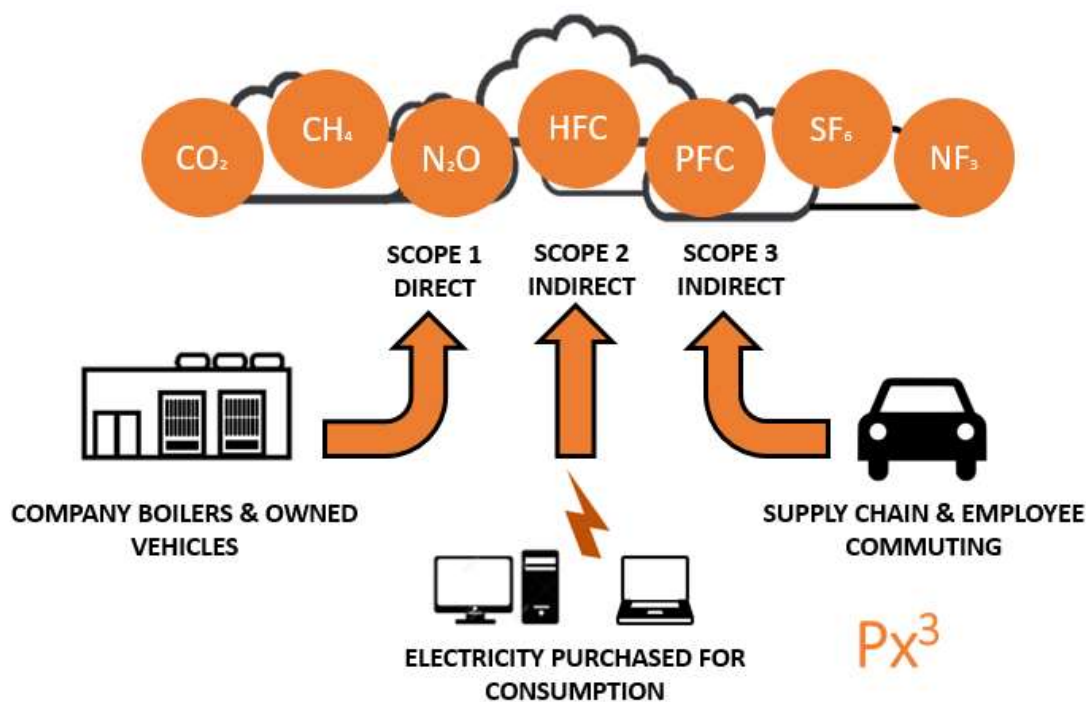 CO₂
CH₄
N₂O
HFC
PFC
SF₆
NF₃
SCOPE 1
DIRECT
SCOPE 2
INDIRECT
SCOPE 3
INDIRECT
COMPANY BOILERS & OWNED
VEHICLES
SUPPLY CHAIN & EMPLOYEE
COMMUTING
ELECTRICITY PURCHASED FOR
CONSUMPTION
Px³